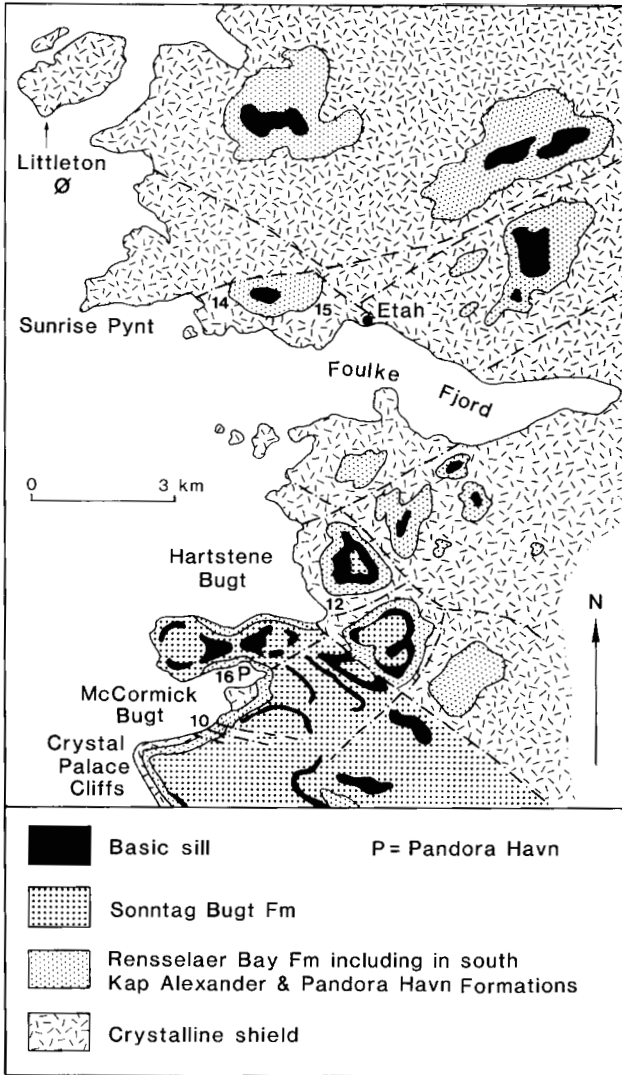 Littleton
Ø
14
15
Etah
Sunrise Pynt
Foulke
Fjord
0 3 km
Hartstene
Bugt
12
N
16 P
McCormick
Bugt
10
Crystal
Palace
Cliffs
Basic sill
P = Pandora Havn
Sonntag Bugt Fm
Rensselaer Bay Fm including in south
Kap Alexander & Pandora Havn Formations
Crystalline shield